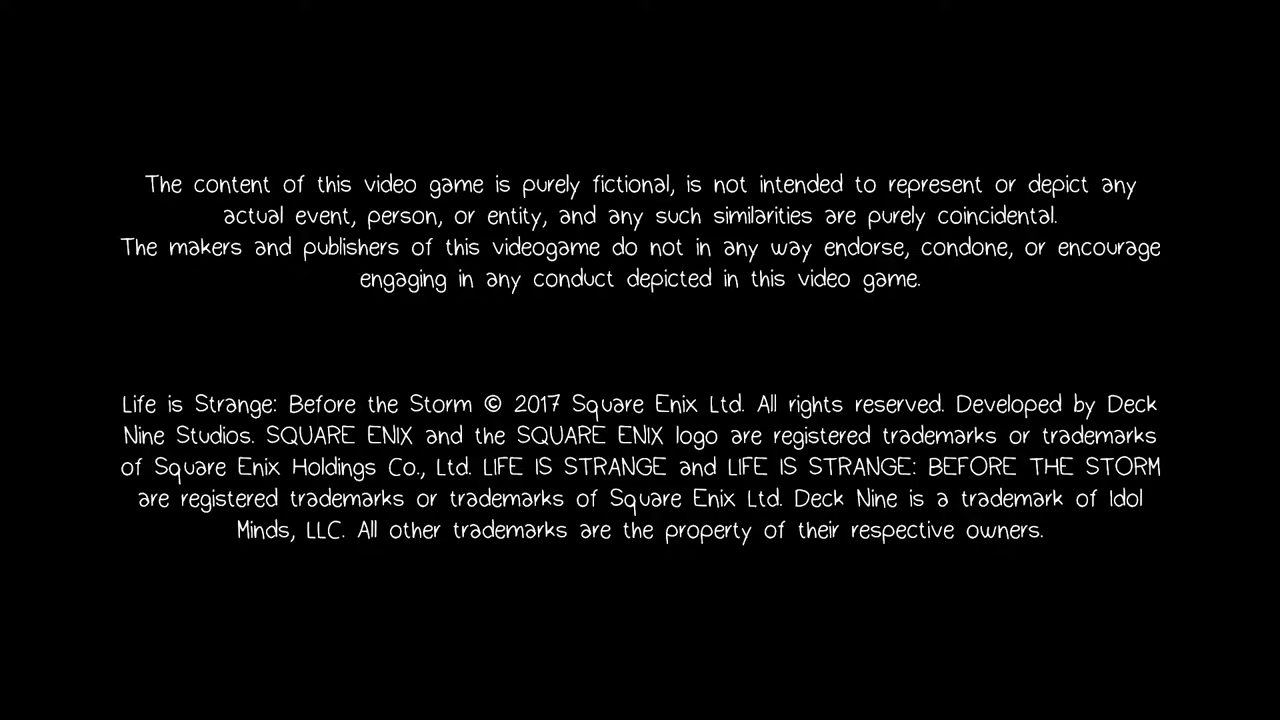 The content of this video game is purely fictional, is not intended to represent or depict any
actual event, person, or entity, and any such similarities are purely coincidental.
The makers and publishers of this videogame do not in any way endorse, condone, or encourage
engaging in any conduct depicted in this video game.
Life is Strange: Before the Storm © 2017 Square Enix Ltd. All rights reserved. Developed by Deck
Nine Studios. SQUARE ENIX and the SQUARE ENIX logo are registered trademarks or trademarks
of Square Enix Holdings Co., Ltd. LIFE IS STRANGE and LIFE IS STRANGE: BEFORE THE STORM
are registered trademarks or trademarks of Square Enix Ltd. Deck Nine is a trademark of Idol
Minds, LLC. All other trademarks are the property of their respective owners.